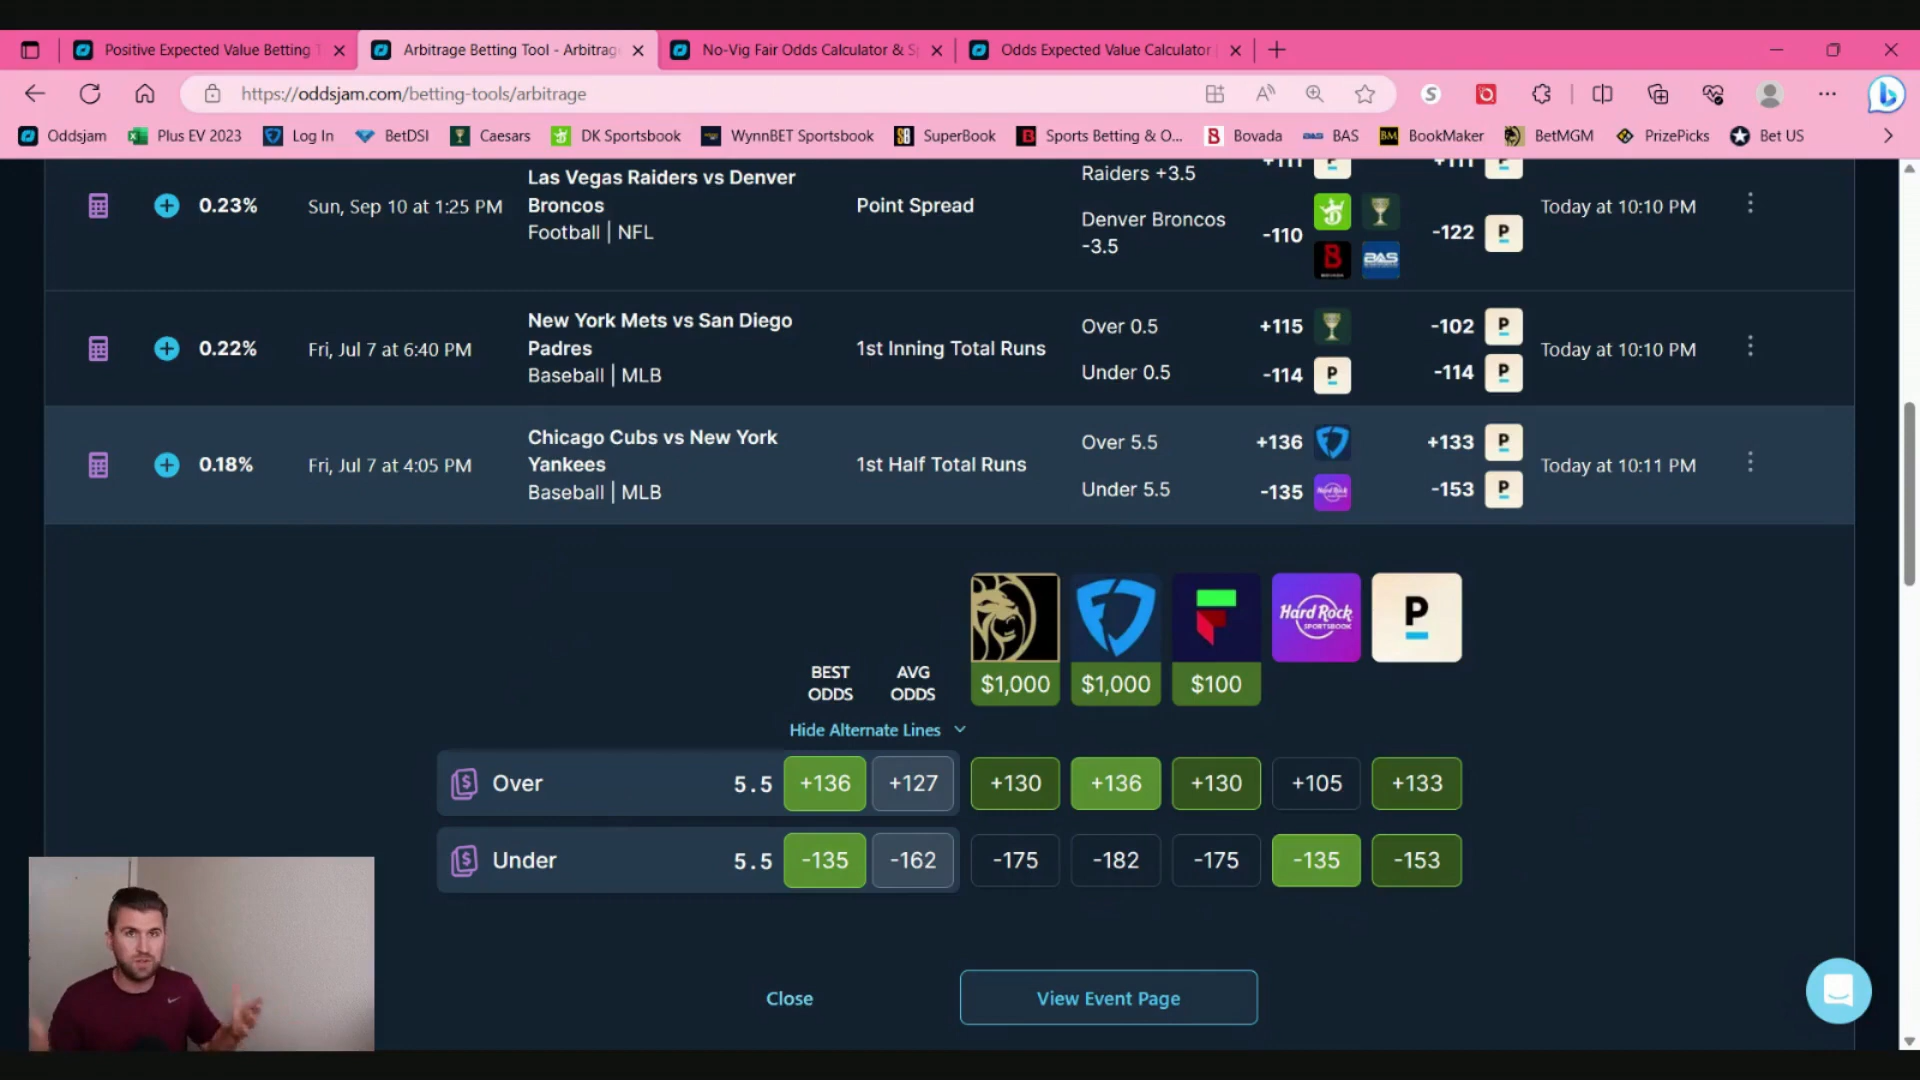 Positive Expected Value Betting T
Arbitrage Betting Tool - Arbitrag
No-Vig Fair Odds Calculator & Sp
Odds Expected Value Calculator
https://oddsjam.com/betting-tools/arbitrage
Oddsjam
Plus EV 2023
Log In
BetDSI
Caesars
DK Sportsbook
WynnBET Sportsbook
SuperBook
Sports Betting & O...
Bovada
BAS
BookMaker
BetMGM
PrizePicks
Bet US
0.23%
Sun, Sep 10 at 1:25 PM
Las Vegas Raiders vs Denver
Broncos
Football | NFL
Point Spread
Raiders +3.5
+111
+111
Denver Broncos
-3.5
-110
-122
Today at 10:10 PM
0.22%
Fri, Jul 7 at 6:40 PM
New York Mets vs San Diego
Padres
Baseball | MLB
1st Inning Total Runs
Over 0.5
+115
-102
Under 0.5
-114
-114
Today at 10:10 PM
0.18%
Fri, Jul 7 at 4:05 PM
Chicago Cubs vs New York
Yankees
Baseball | MLB
1st Half Total Runs
Over 5.5
+136
+133
Under 5.5
-135
-153
Today at 10:11 PM
Hard Rock
SPORTSBOOK
P
BEST
ODDS
AVG
ODDS
$1,000
$1,000
$100
Hide Alternate Lines
Over 5.5 +136 +127 +130 +136 +130 +105 +133
Under 5.5 -135 -162 -175 -182 -175 -135 -153
Close
View Event Page